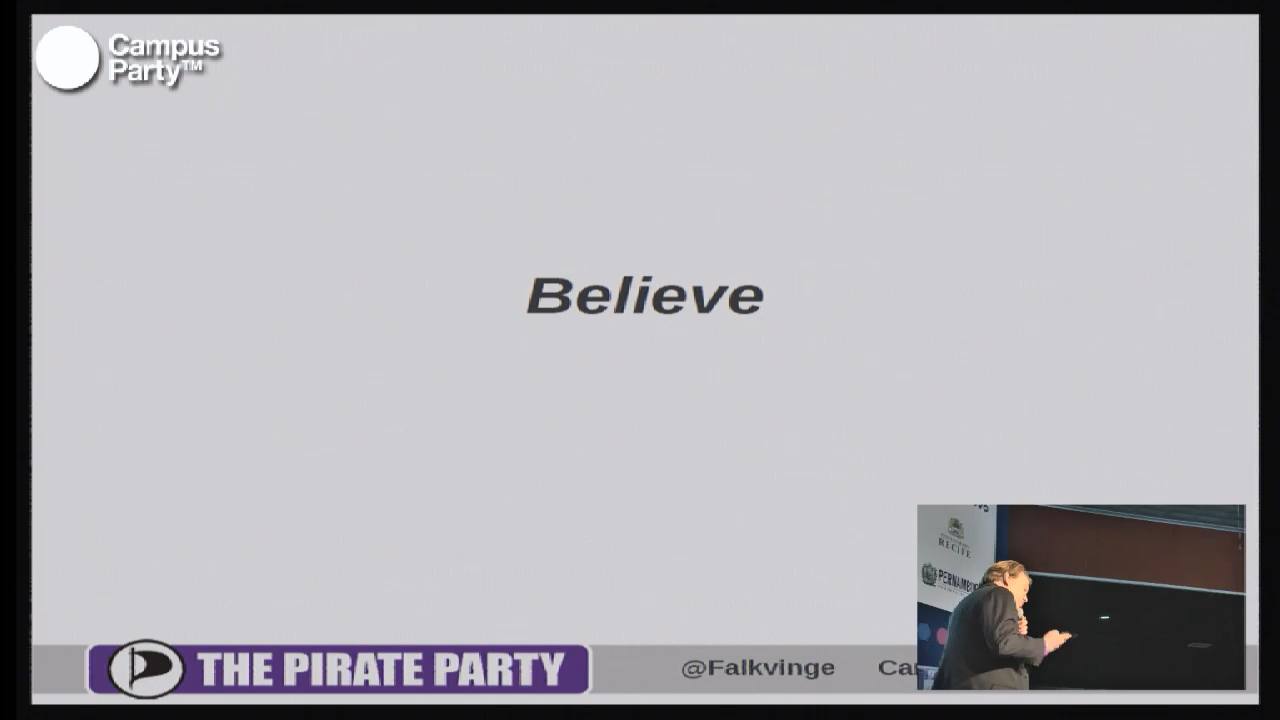 Campus
Party™
Believe
RECIFE
THE PIRATE PARTY
@Falkvinge